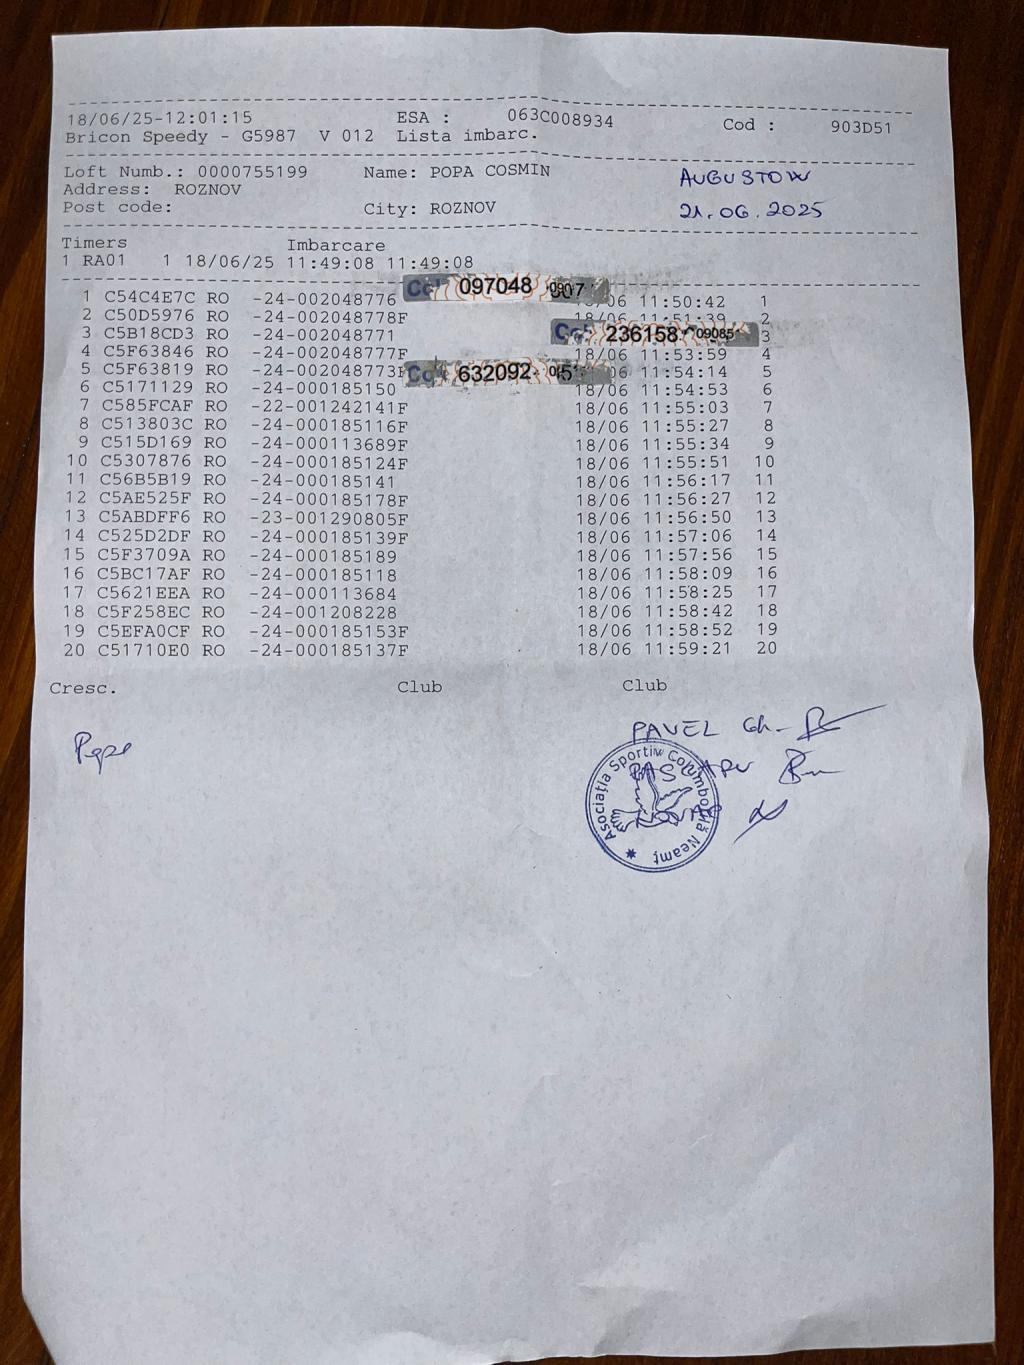 18/06/25-12:01:15 ESA : 063C008934 Cod : 903D51
Bricon Speedy - G5987 V 012 Lista imbarc.
Loft Numb.: 0000755199 Name: POPA COSMIN
Address: ROZNOV
Post code: City: ROZNOV
AUGUSTOW
21.06.2025
Timers Imbarcare
1 RA01 1 18/06/25 11:49:08 11:49:08
097048
1 C54C4E7C RO -24-002048776 /06 11:50:42 1
2 C50D5976 RO -24-002048778F 18/06 11:51:39 2
236158 09085
3 C5B18CD3 RO -24-002048771 3
4 C5F63846 RO -24-002048777F 18/06 11:53:59 4
632092
5 C5F63819 RO -24-002048773F 06 11:54:14 5
6 C5171129 RO -24-000185150 18/06 11:54:53 6
7 C585FCAF RO -22-001242141F 18/06 11:55:03 7
8 C513803C RO -24-000185116F 18/06 11:55:27 8
9 C515D169 RO -24-000113689F 18/06 11:55:34 9
10 C5307876 RO -24-000185124F 18/06 11:55:51 10
11 C56B5B19 RO -24-000185141 18/06 11:56:17 11
12 C5AE525F RO -24-000185178F 18/06 11:56:27 12
13 C5ABDFF6 RO -23-001290805F 18/06 11:56:50 13
14 C525D2DF RO -24-000185139F 18/06 11:57:06 14
15 C5F3709A RO -24-000185189 18/06 11:57:56 15
16 C5BC17AF RO -24-000185118 18/06 11:58:09 16
17 C5621EEA RO -24-000113684 18/06 11:58:25 17
18 C5F258EC RO -24-001208228 18/06 11:58:42 18
19 C5EFA0CF RO -24-000185153F 18/06 11:58:52 19
20 C51710E0 RO -24-000185137F 18/06 11:59:21 20
Cresc. Club Club
PAVEL Gh-
Asociația Sportiv Columbofilă Neamț